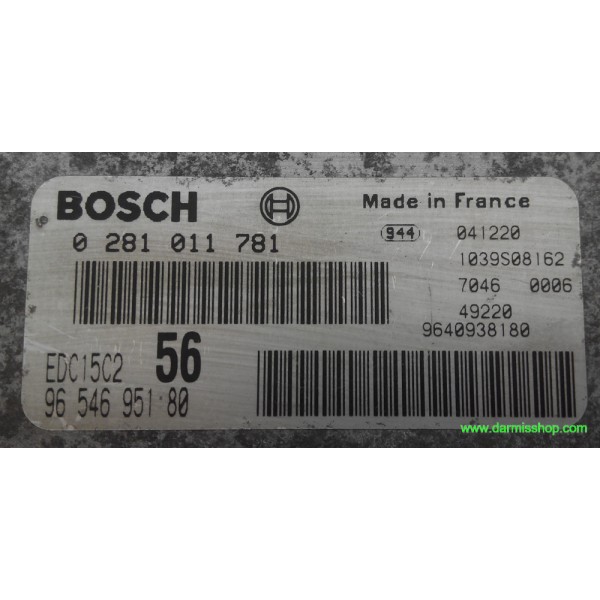 BOSCH
Made in France
0 281 011 781
944 041220
1039S08162
7046 0006
49220
9640938180
EDC15C2 56
96 546 951 80
www.darmisshop.com